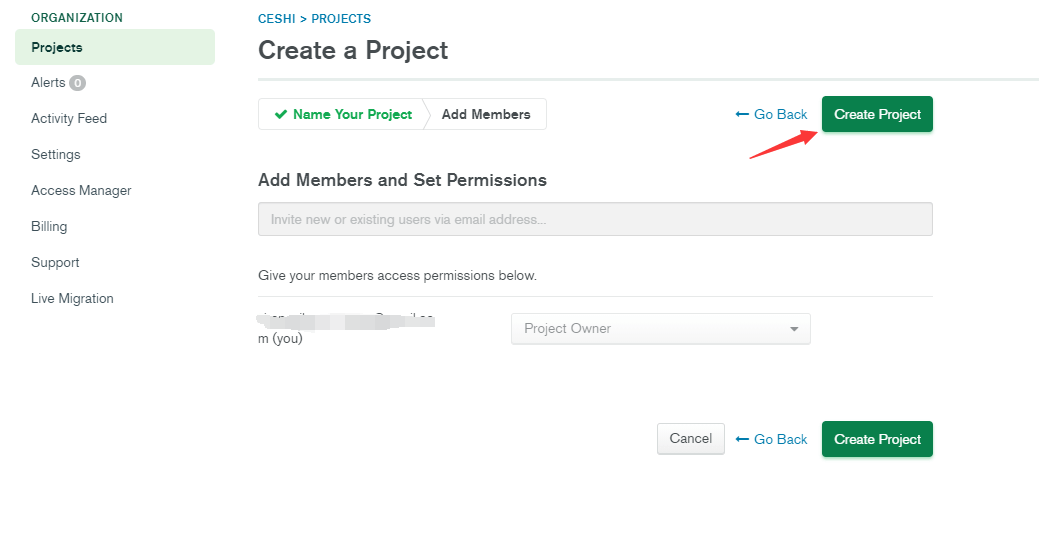 ORGANIZATION
Projects
Alerts 0
Activity Feed
Settings
Access Manager
Billing
Support
Live Migration
CESHI > PROJECTS
Create a Project
Name Your Project
Add Members
Go Back
Create Project
Add Members and Set Permissions
Invite new or existing users via email address...
Give your members access permissions below.
m (you)
Project Owner
Cancel
Go Back
Create Project